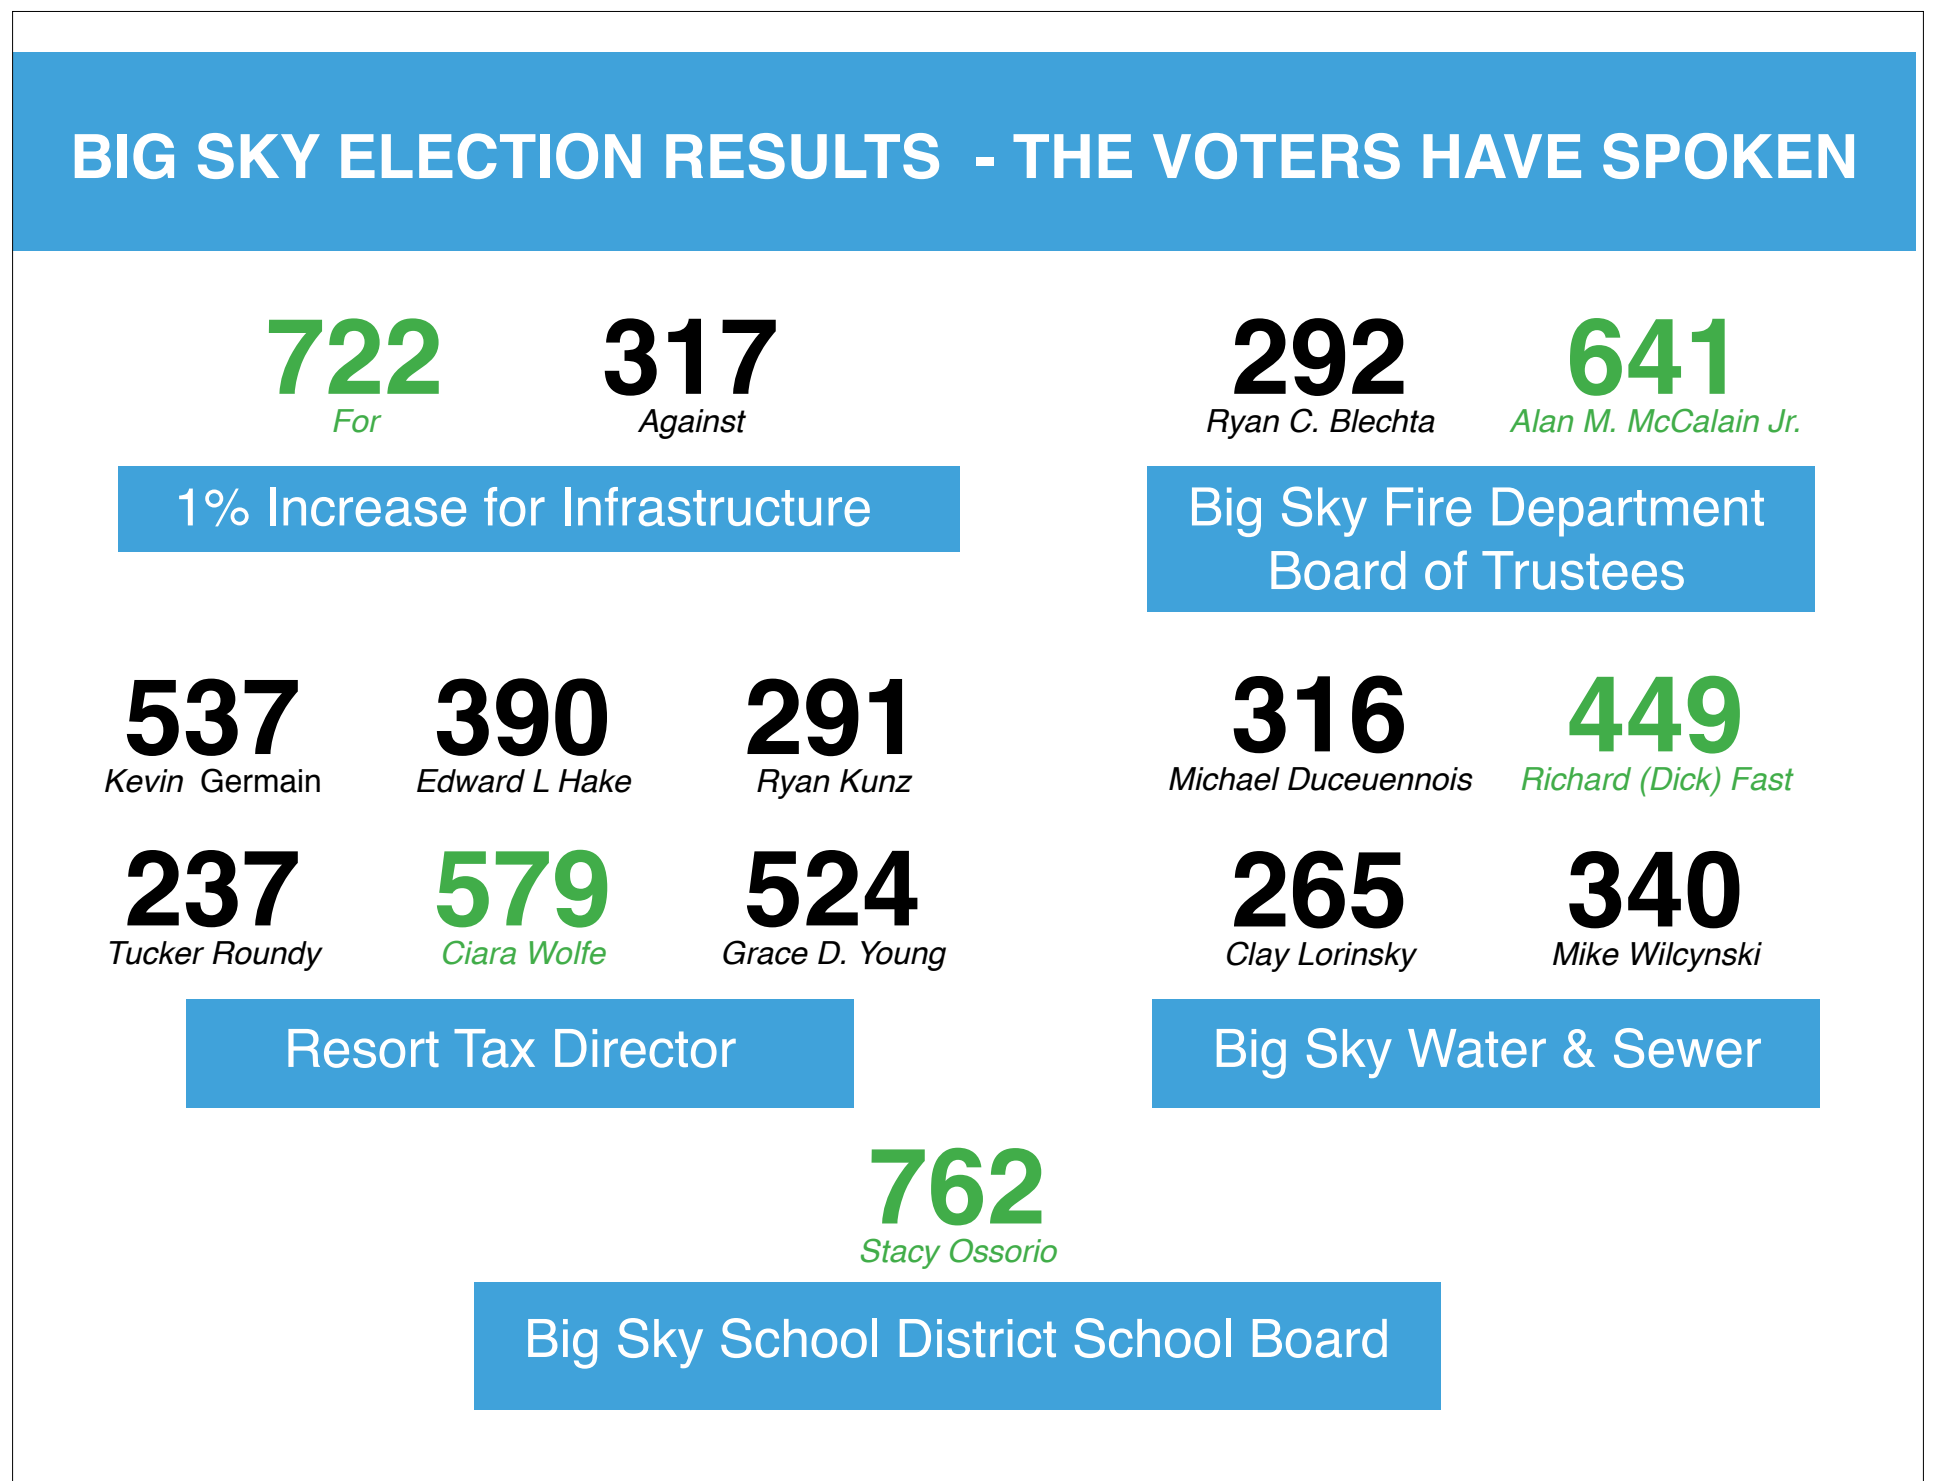 BIG SKY ELECTION RESULTS - THE VOTERS HAVE SPOKEN
722 317
For Against
1% Increase for Infrastructure
292 641
Ryan C. Blechta Alan M. McCalain Jr.
Big Sky Fire Department
Board of Trustees
537 390 291
Kevin Germain Edward L Hake Ryan Kunz
237 579 524
Tucker Roundy Ciara Wolfe Grace D. Young
Resort Tax Director
316 449
Michael Duceuennois Richard (Dick) Fast
265 340
Clay Lorinsky Mike Wilcynski
Big Sky Water & Sewer
762
Stacy Ossorio
Big Sky School District School Board